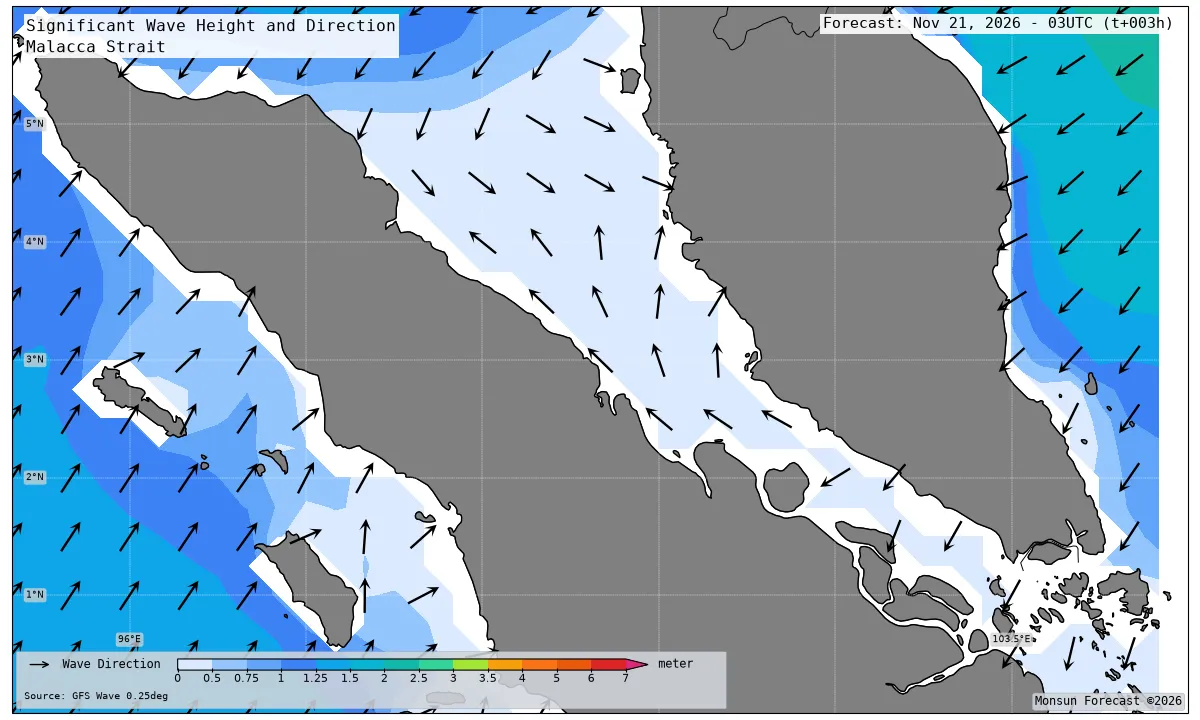 Significant Wave Height and Direction
Malacca Strait
Forecast: Nov 21, 2026 - 03UTC (t+003h)
5°N
4°N
3°N
2°N
1°N
96°E
103.5°E
Wave Direction
meter
0 0.5 0.75 1 1.25 1.5 2 2.5 3 3.5 4 5 6 7
Source: GFS Wave 0.25deg
Monsun Forecast ©2026